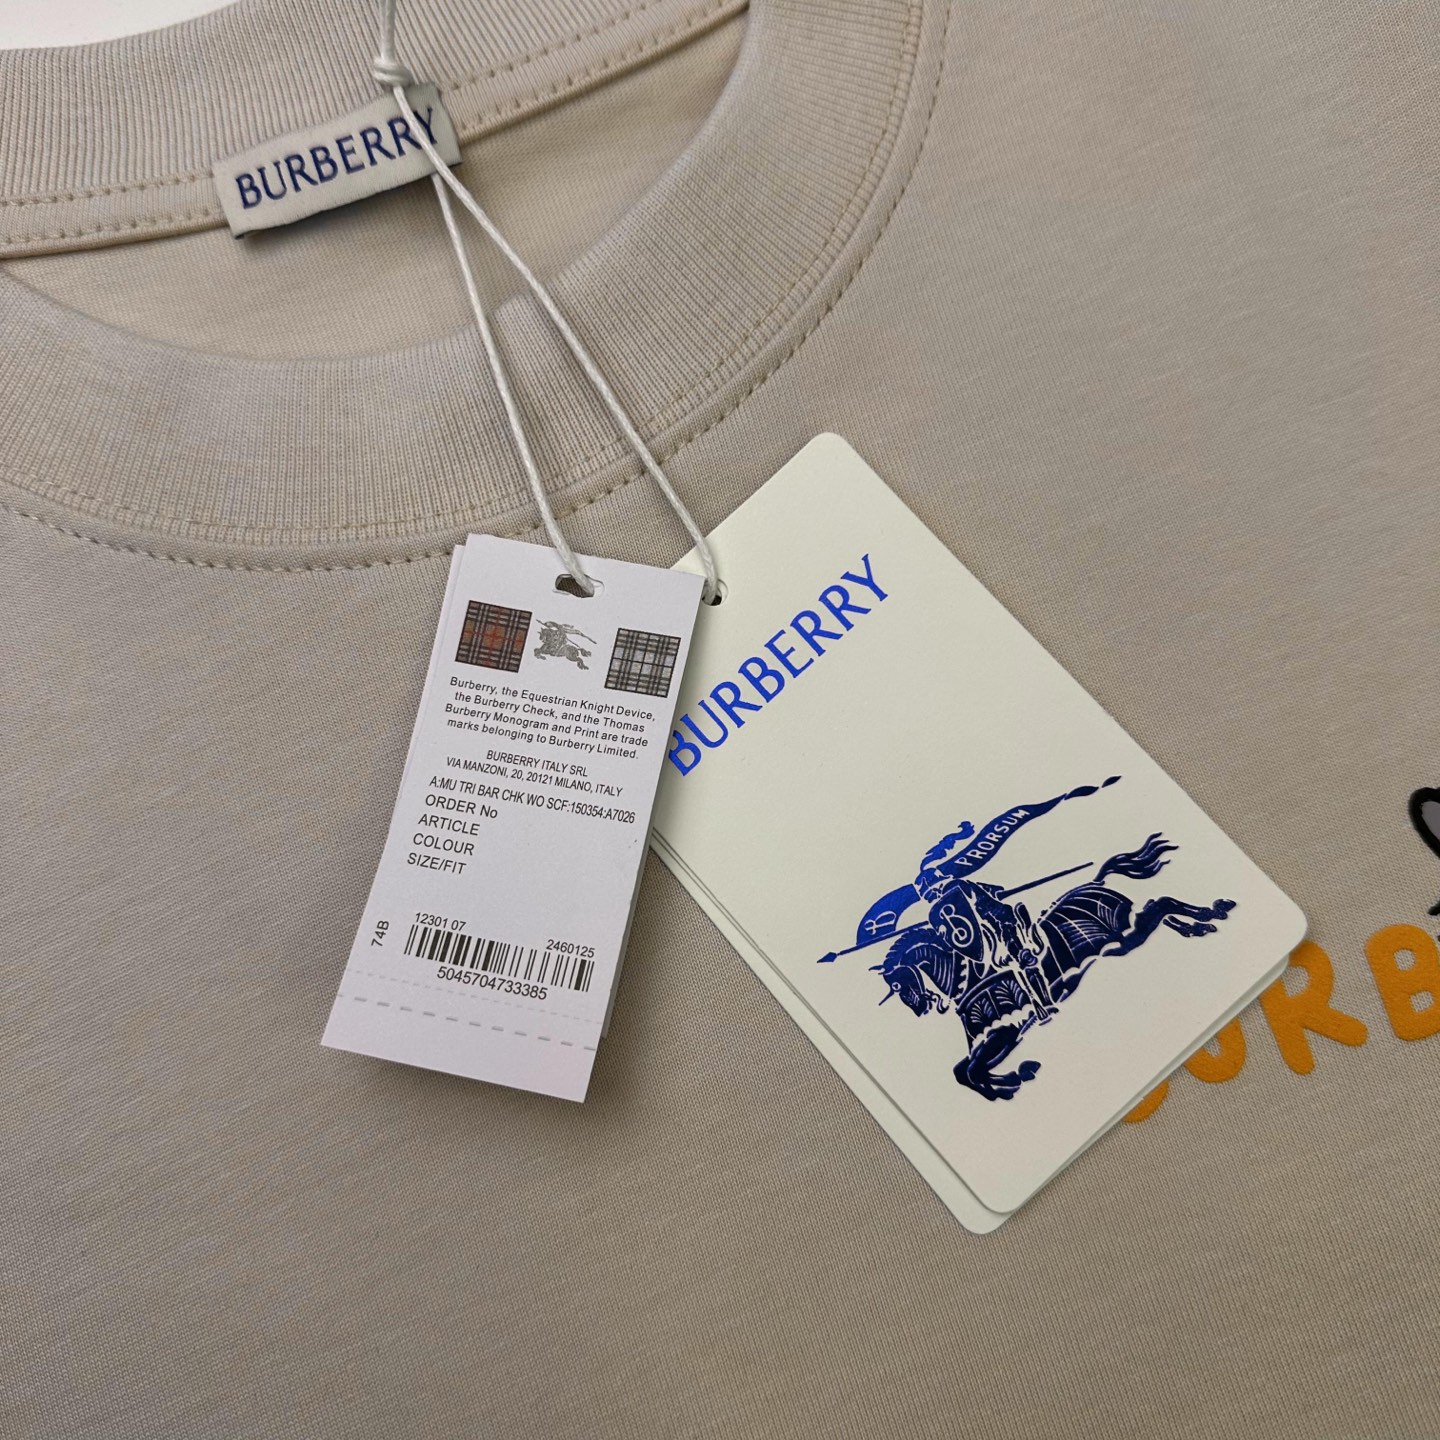 BURBERRY
Burberry, the Equestrian Knight Device,
the Burberry Check, and the Thomas
Burberry Monogram and Print are trade
marks belonging to Burberry Limited.
BURBERRY ITALY SRL
VIA MANZONI, 20, 20121 MILANO, ITALY
A:MU TRI BAR CHK WO SCF:150354:A7026
ORDER No
ARTICLE
COLOUR
SIZE/FIT
74B
12301 07
2460125
5045704733385
BURBERRY
PRORSUM
B
B
URB